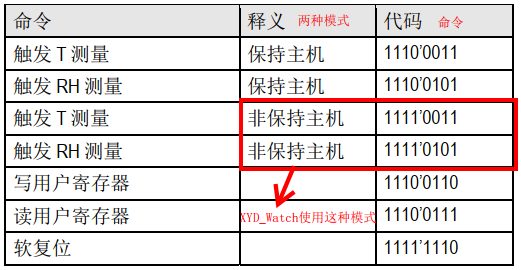 命令 释义 两种模式 代码 命令
触发 T 测量 保持主机 1110'0011
触发 RH 测量 保持主机 1110'0101
触发 T 测量 非保持主机 1111'0011
触发 RH 测量 非保持主机 1111'0101
写用户寄存器 1110'0110
读用户寄存器 XYD_Watch使用这种模式 1110'0111
软复位 1111'1110